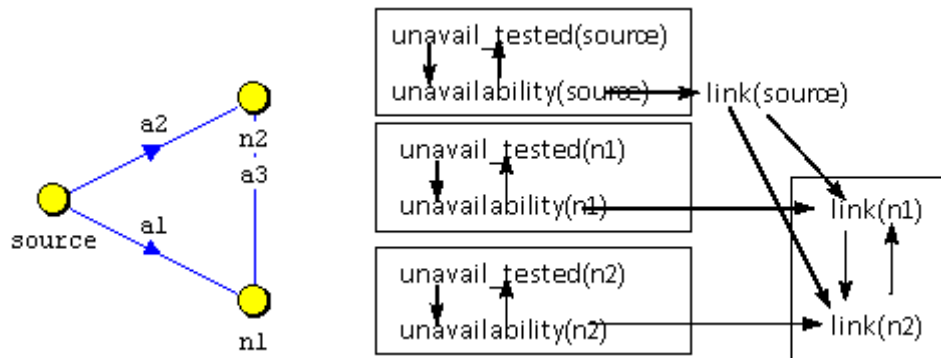 a2
n2
a3
source
a1
n1
unavail_tested(source)
unavailability(source)
link(source)
unavail_tested(n1)
unavailability(n1)
link(n1)
unavail_tested(n2)
unavailability(n2)
link(n2)